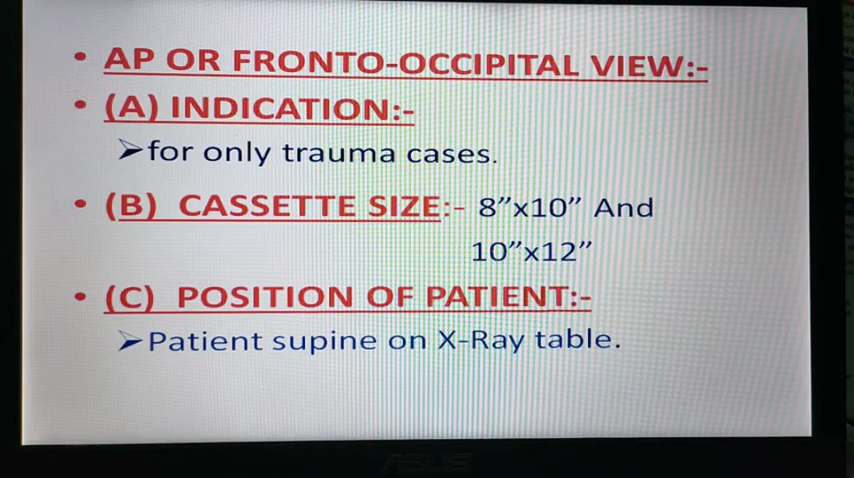 • AP OR FRONTO-OCCIPITAL VIEW:-
• (A) INDICATION:-
➢for only trauma cases.
• (B) CASSETTE SIZE:- 8”x10” And
10”x12”
• (C) POSITION OF PATIENT:-
➢Patient supine on X-Ray table.
ASUS